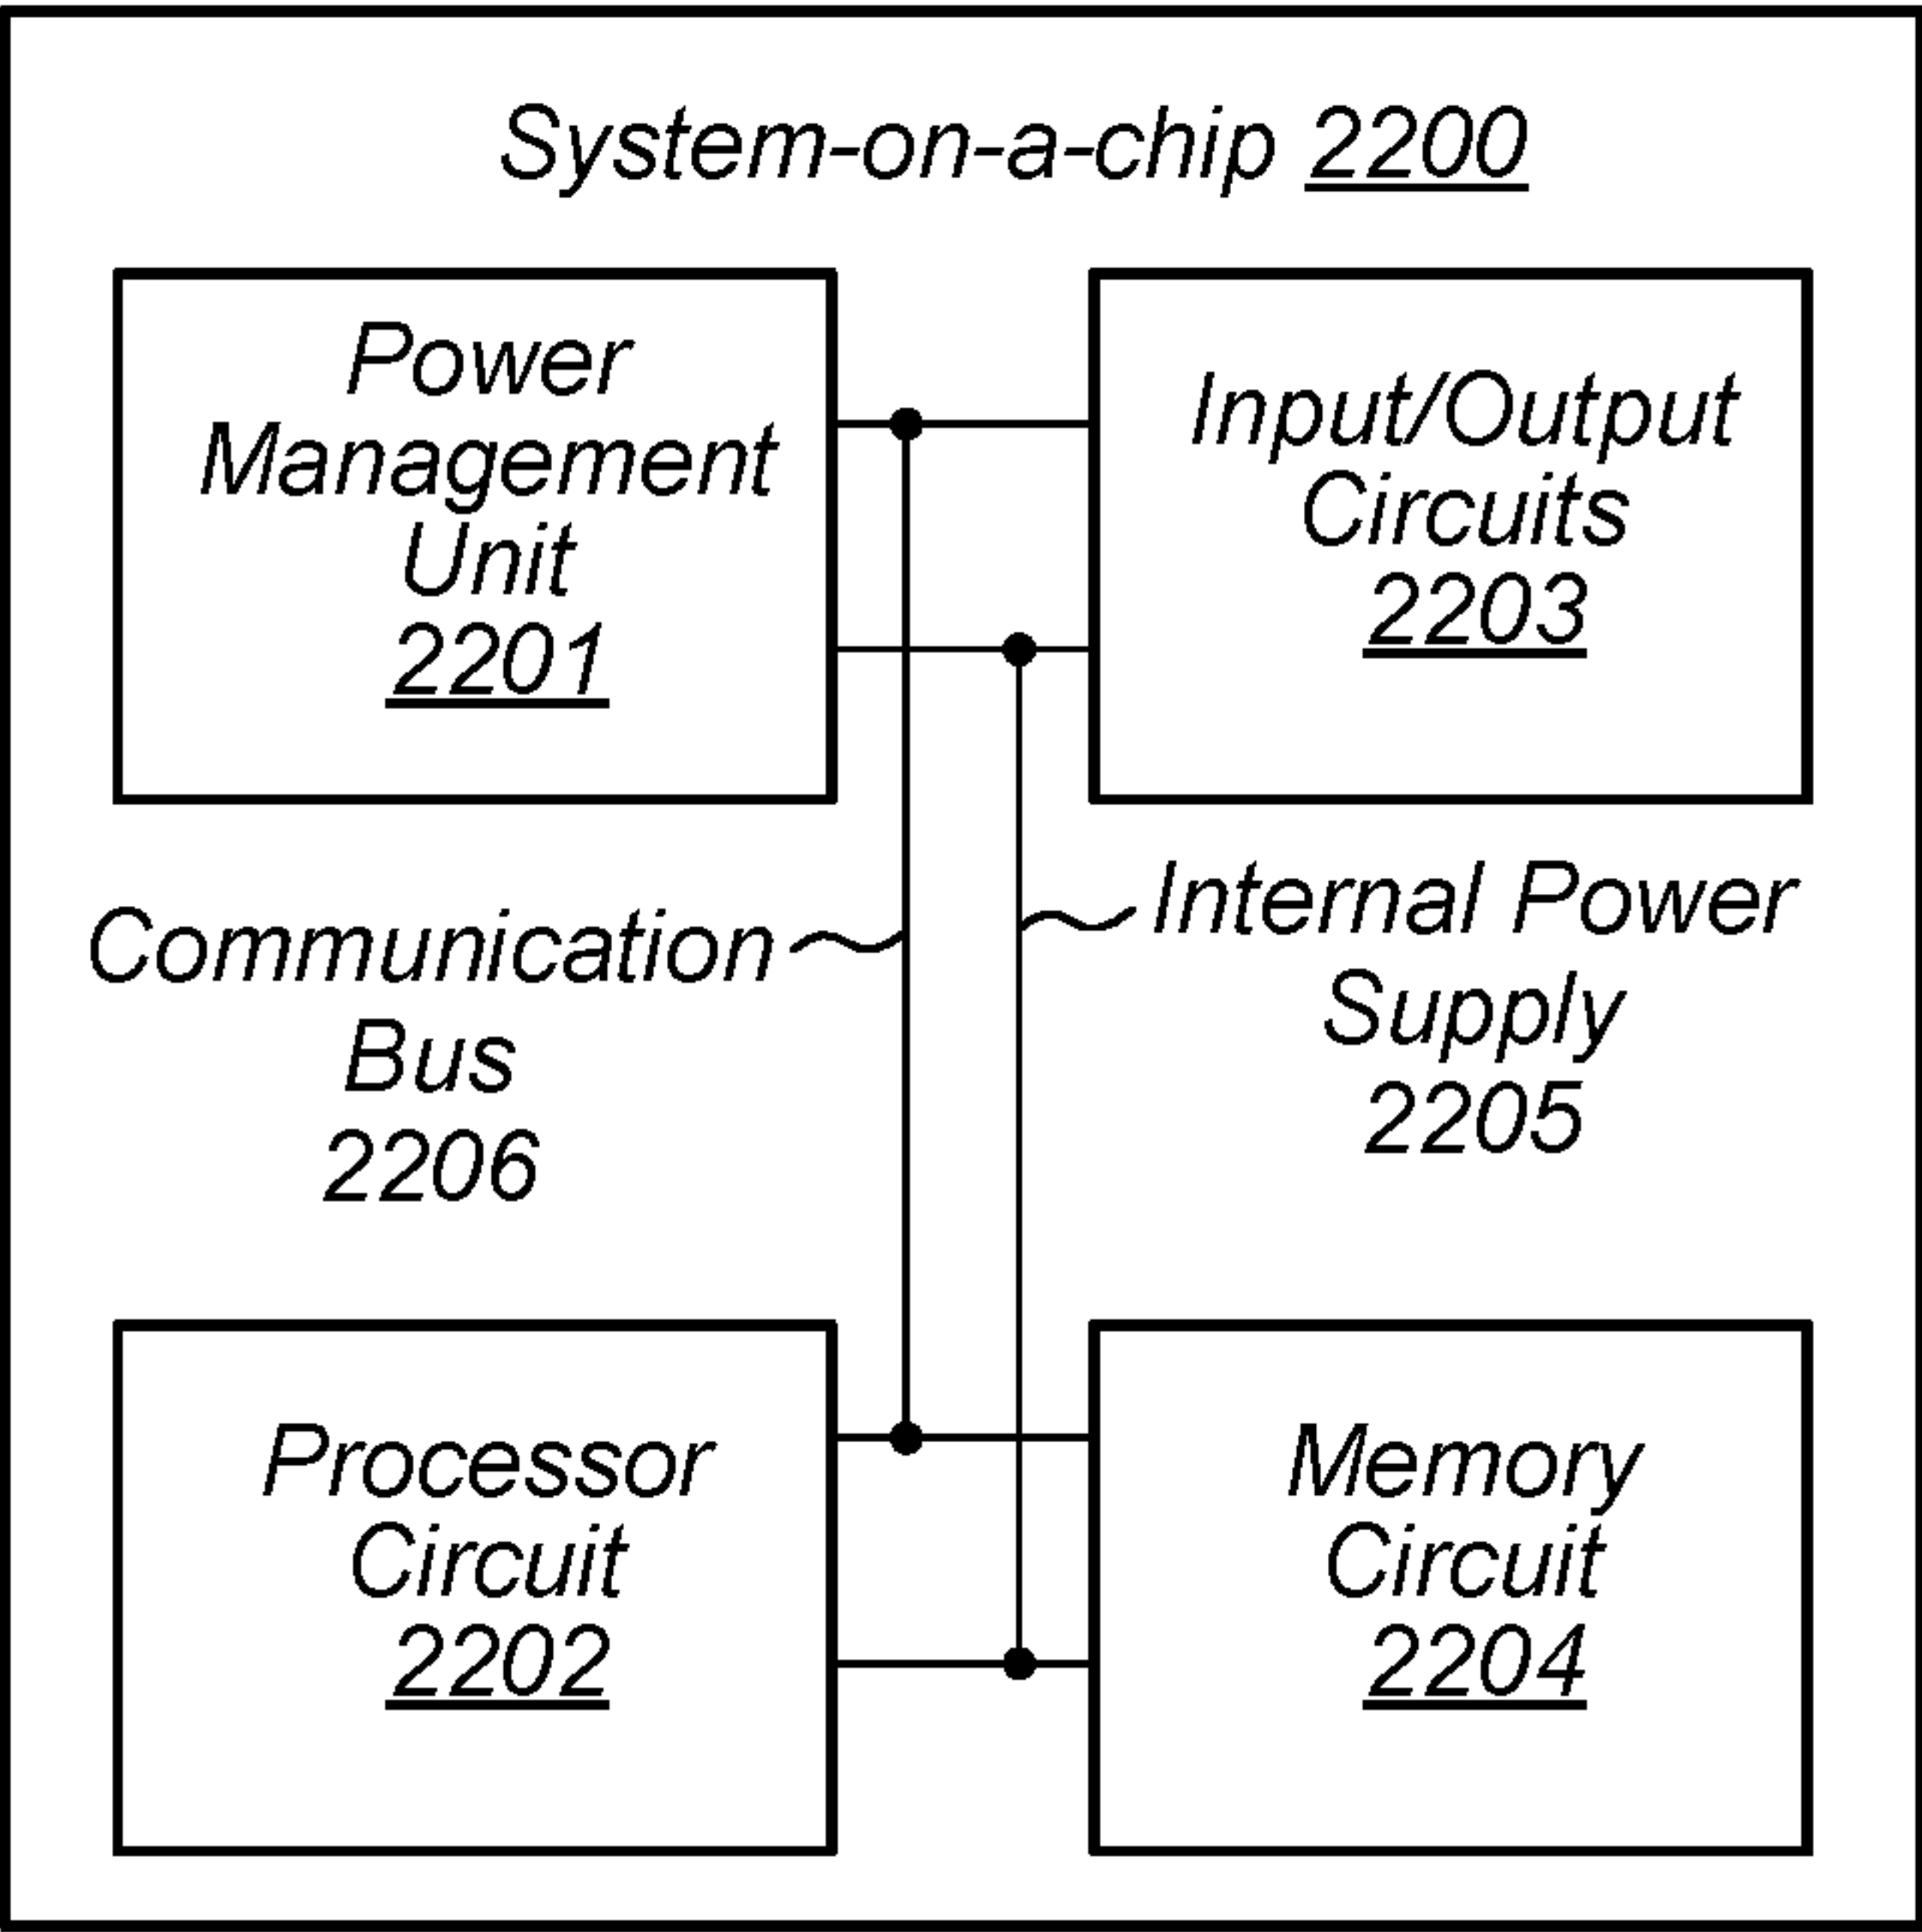 System-on-a-chip 2200
Power
Management
Unit
2201
Input/Output
Circuits
2203
Communication
Bus
2206
Internal Power
Supply
2205
Processor
Circuit
2202
Memory
Circuit
2204